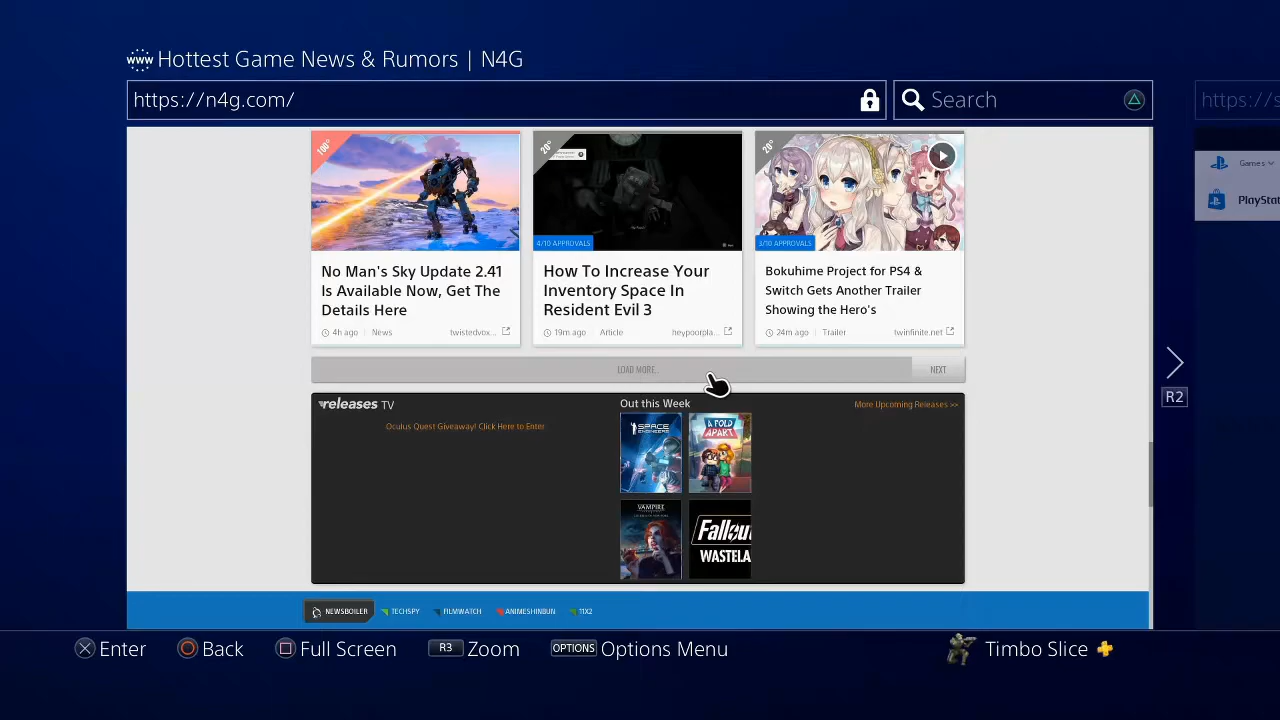 www Hottest Game News & Rumors | N4G
https://n4g.com/
Search
https://s
Games
PlayStat
100°
20°
20°
4/10 APPROVALS
3/10 APPROVALS
No Man's Sky Update 2.41
Is Available Now, Get The
Details Here
4h ago | News twistedvox...
How To Increase Your
Inventory Space In
Resident Evil 3
19m ago Article heypoorpla...
Bokuhime Project for PS4 &
Switch Gets Another Trailer
Showing the Hero's
24m ago | Trailer twinfinite.net
LOAD MORE..
NEXT
R2
releases TV
Out this Week
More Upcoming Releases >>
Oculus Quest Giveaway! Click Here to Enter
SPACE
ENGINEERS
A FOLD
APART
VAMPIRE
Fallou
WASTELA
NEWSBOILER
TECHSPY
FILMWATCH
ANIMESHINBUN
11X2
Enter
Back
Full Screen
R3 Zoom
OPTIONS Options Menu
Timbo Slice